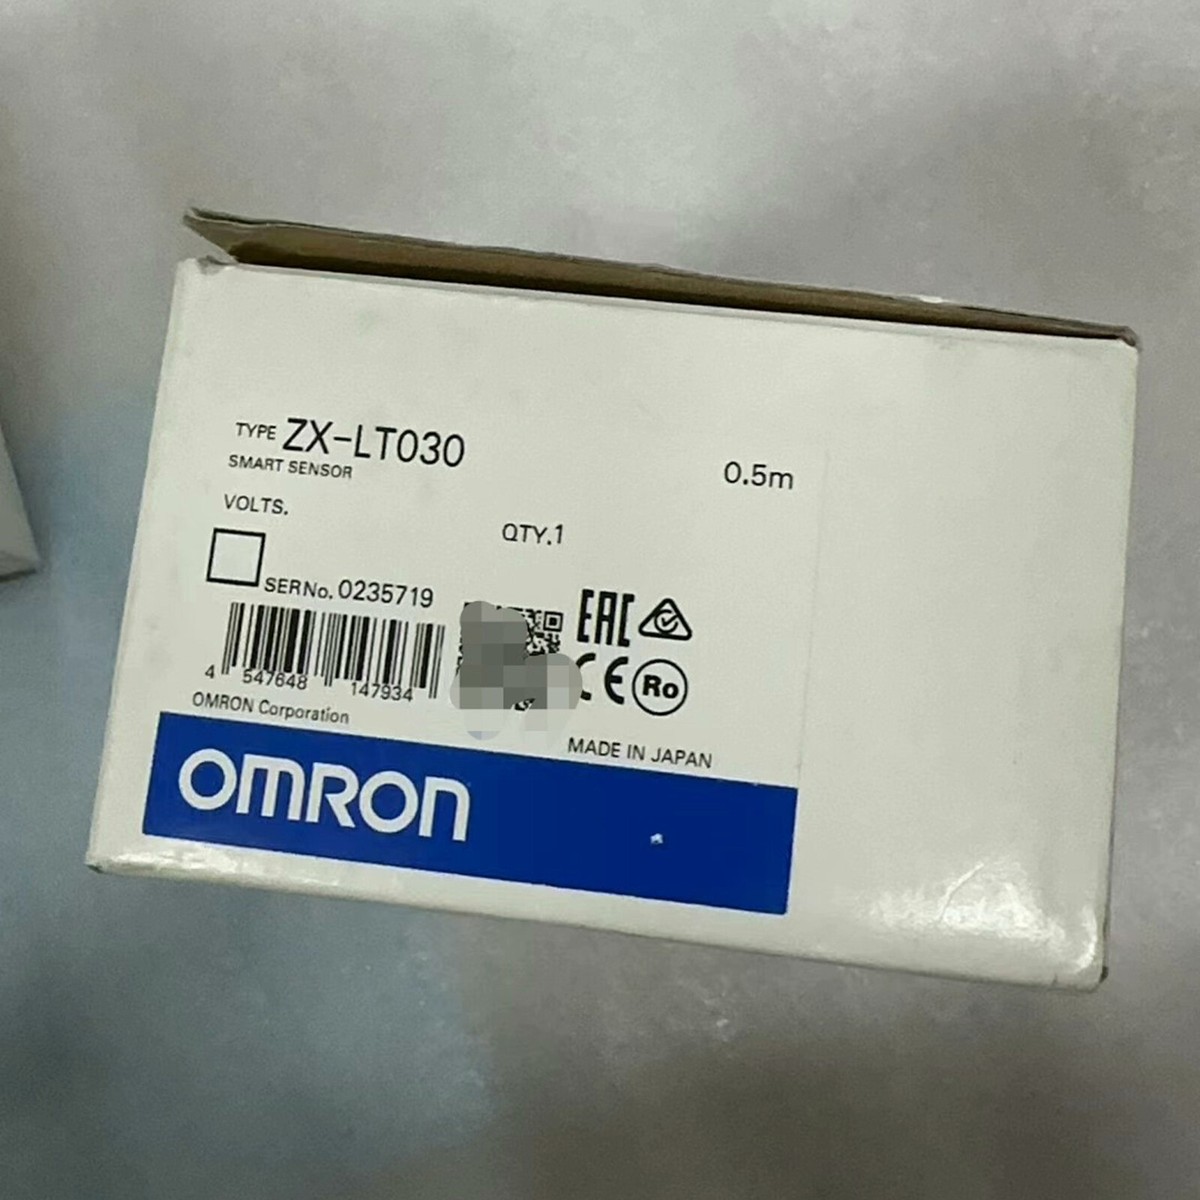 TYPE ZX-LT030
SMART SENSOR
0.5m
VOLTS.
QTY.1
SERNo. 0235719
EAC
4 547648 147934
CE Ro
OMRON Corporation
MADE IN JAPAN
OMRON